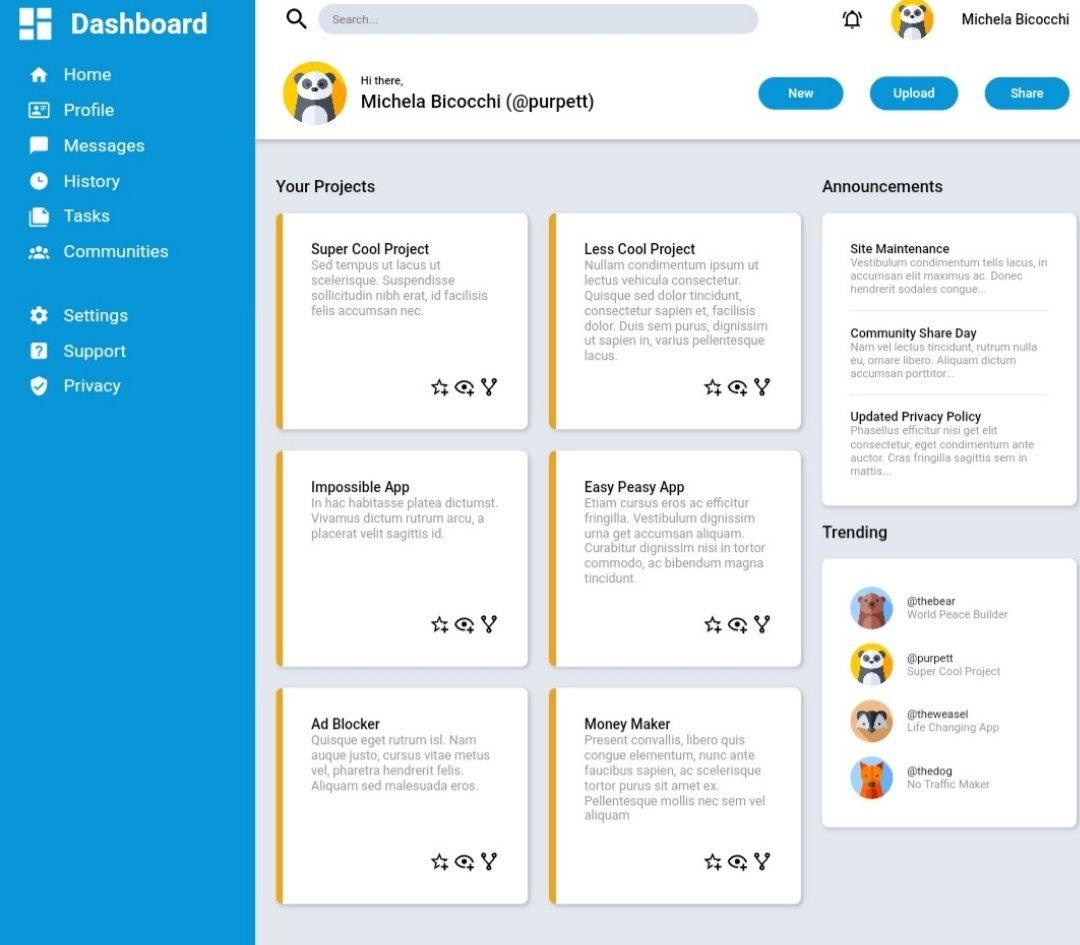 Dashboard
Home
Profile
Messages
History
Tasks
Communities
Settings
Support
Privacy
Search...
Michela Bicocchi
Hi there,
Michela Bicocchi (@purpett)
New
Upload
Share
Your Projects
Super Cool Project
Sed tempus ut lacus ut
scelerisque. Suspendisse
sollicitudin nibh erat, id facilisis
felis accumsan nec.
Less Cool Project
Nullam condimentum ipsum ut
lectus vehicula consectetur.
Quisque sed dolor tincidunt,
consectetur sapien et, facilisis
dolor. Duis sem purus, dignissim
ut sapien in, varius pellentesque
lacus.
Impossible App
In hac habitasse platea dictumst.
Vivamus dictum rutrum arcu, a
placerat velit sagittis id.
Easy Peasy App
Etiam cursus eros ac efficitur
fringilla. Vestibulum dignissim
urna get accumsan aliquam.
Curabitur dignissim nisi in tortor
commodo, ac bibendum magna
tincidunt.
Ad Blocker
Quisque eget rutrum isl. Nam
auque justo, cursus vitae metus
vel, pharetra hendrerit felis.
Aliquam sed malesuada eros.
Money Maker
Present convallis, libero quis
congue elementum, nunc ante
faucibus sapien, ac scelerisque
tortor purus sit amet ex.
Pellentesque mollis nec sem vel
aliquam
Announcements
Site Maintenance
Vestibulum condimentum tells lacus, in
accumsan elit maximus ac. Donec
hendrerit sodales congue...
Community Share Day
Nam vel lectus tincidunt, rutrum nulla
eu, ornare libero. Aliquam dictum
accumsan porttitor...
Updated Privacy Policy
Phasellus efficitur nisi get elit
consectetur, eget condimentum ante
auctor. Cras fringilla sagittis sem in
mattis...
Trending
@thebear
World Peace Builder
@purpett
Super Cool Project
@theweasel
Life Changing App
@thedog
No Traffic Maker